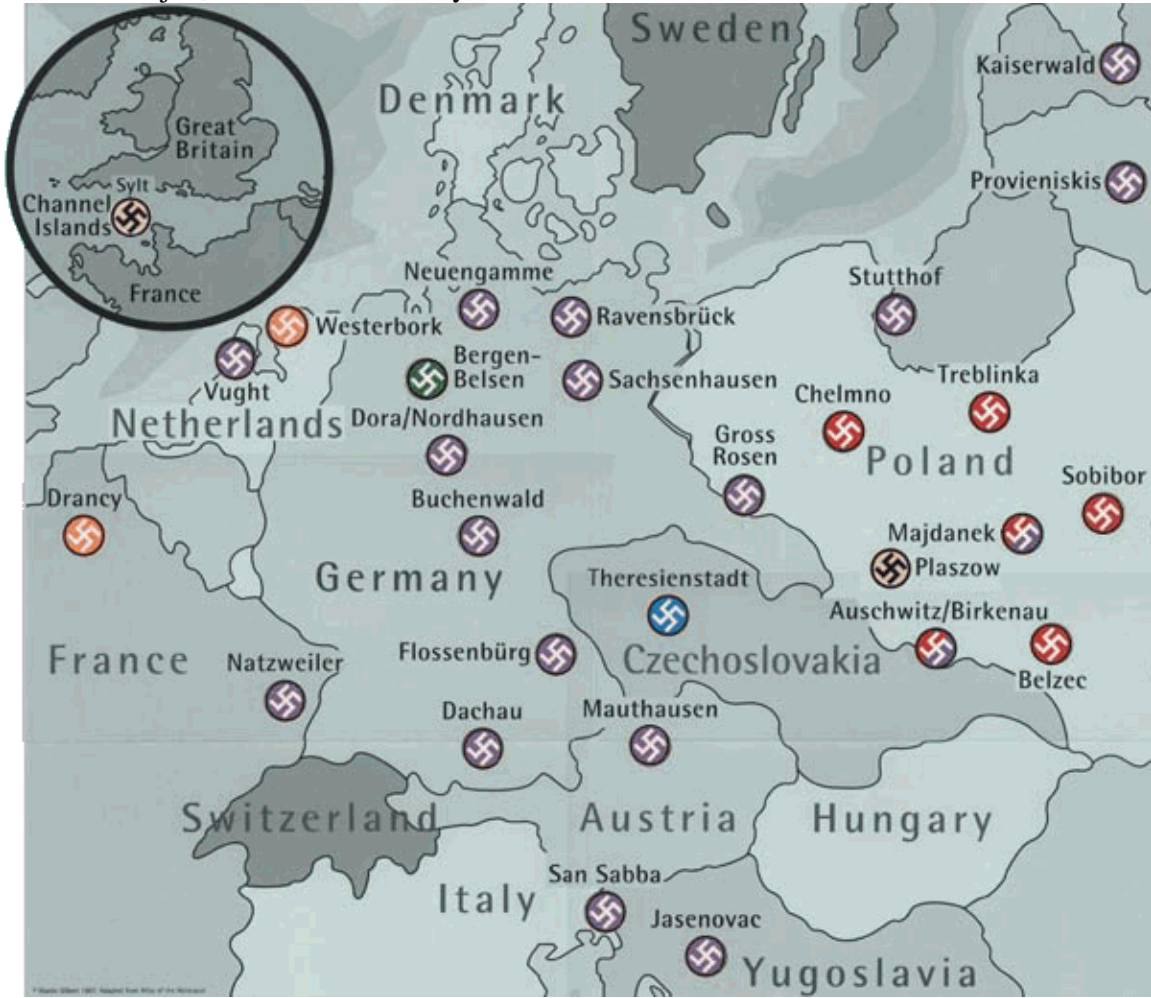 Sweden
Kaiserwald
Denmark
Great
Britain
Provieniskis
Sylt
Channel
Islands
Neuengamme
Stutthof
France
Westerbork
Ravensbrück
Bergen-
Belsen
Sachsenhausen
Treblinka
Vught
Chelmno
Netherlands
Dora/Nordhausen
Gross
Rosen
Poland
Sobibor
Drancy
Buchenwald
Majdanek
Plaszow
Germany
Theresienstadt
Auschwitz/Birkenau
France
Natzweiler
Flossenbürg
Czechoslovakia
Belzec
Dachau
Mauthausen
Switzerland
Austria
Hungary
San Sabba
Italy
Jasenovac
Yugoslavia